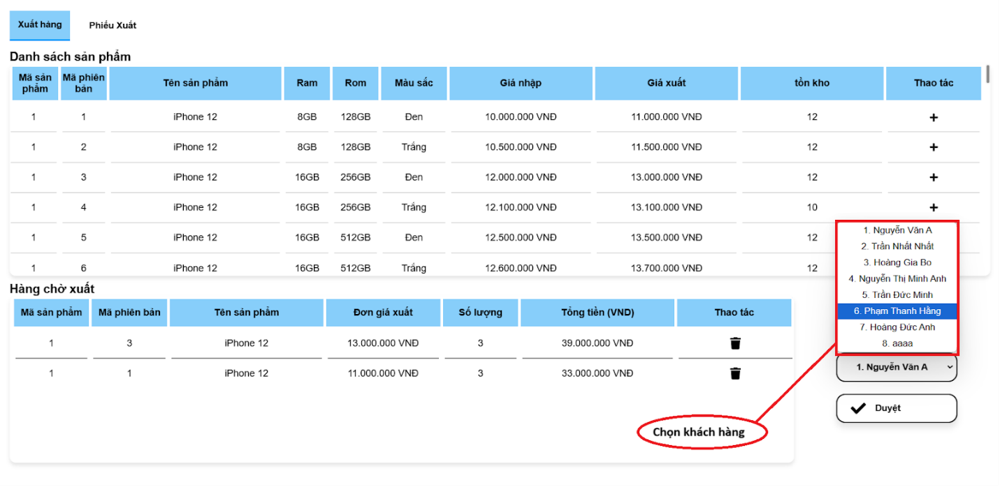 Xuất hàng Phiếu Xuất
Danh sách sản phẩm
Mã sản phẩm Mã phiên bản Tên sản phẩm Ram Rom Màu sắc Giá nhập Giá xuất tồn kho Thao tác
1 1 iPhone 12 8GB 128GB Đen 10.000.000 VNĐ 11.000.000 VNĐ 12 +
1 2 iPhone 12 8GB 128GB Trắng 10.500.000 VNĐ 11.500.000 VNĐ 12 +
1 3 iPhone 12 16GB 256GB Đen 12.000.000 VNĐ 13.000.000 VNĐ 12 +
1 4 iPhone 12 16GB 256GB Trắng 12.100.000 VNĐ 13.100.000 VNĐ 10 +
1 5 iPhone 12 16GB 512GB Đen 12.500.000 VNĐ 13.500.000 VNĐ 12
1 6 iPhone 12 16GB 512GB Trắng 12.600.000 VNĐ 13.700.000 VNĐ 12
1. Nguyễn Văn A
2. Trần Nhất Nhất
3. Hoàng Gia Bo
4. Nguyễn Thị Minh Anh
5. Trần Đức Minh
6. Phạm Thanh Hằng
7. Hoàng Đức Anh
8. aaaa
1. Nguyễn Văn A
Duyệt
Hàng chờ xuất
Mã sản phẩm Mã phiên bản Tên sản phẩm Đơn giá xuất Số lượng Tổng tiền (VND) Thao tác
1 3 iPhone 12 13.000.000 VNĐ 3 39.000.000 VNĐ
1 1 iPhone 12 11.000.000 VNĐ 3 33.000.000 VNĐ
Chọn khách hàng